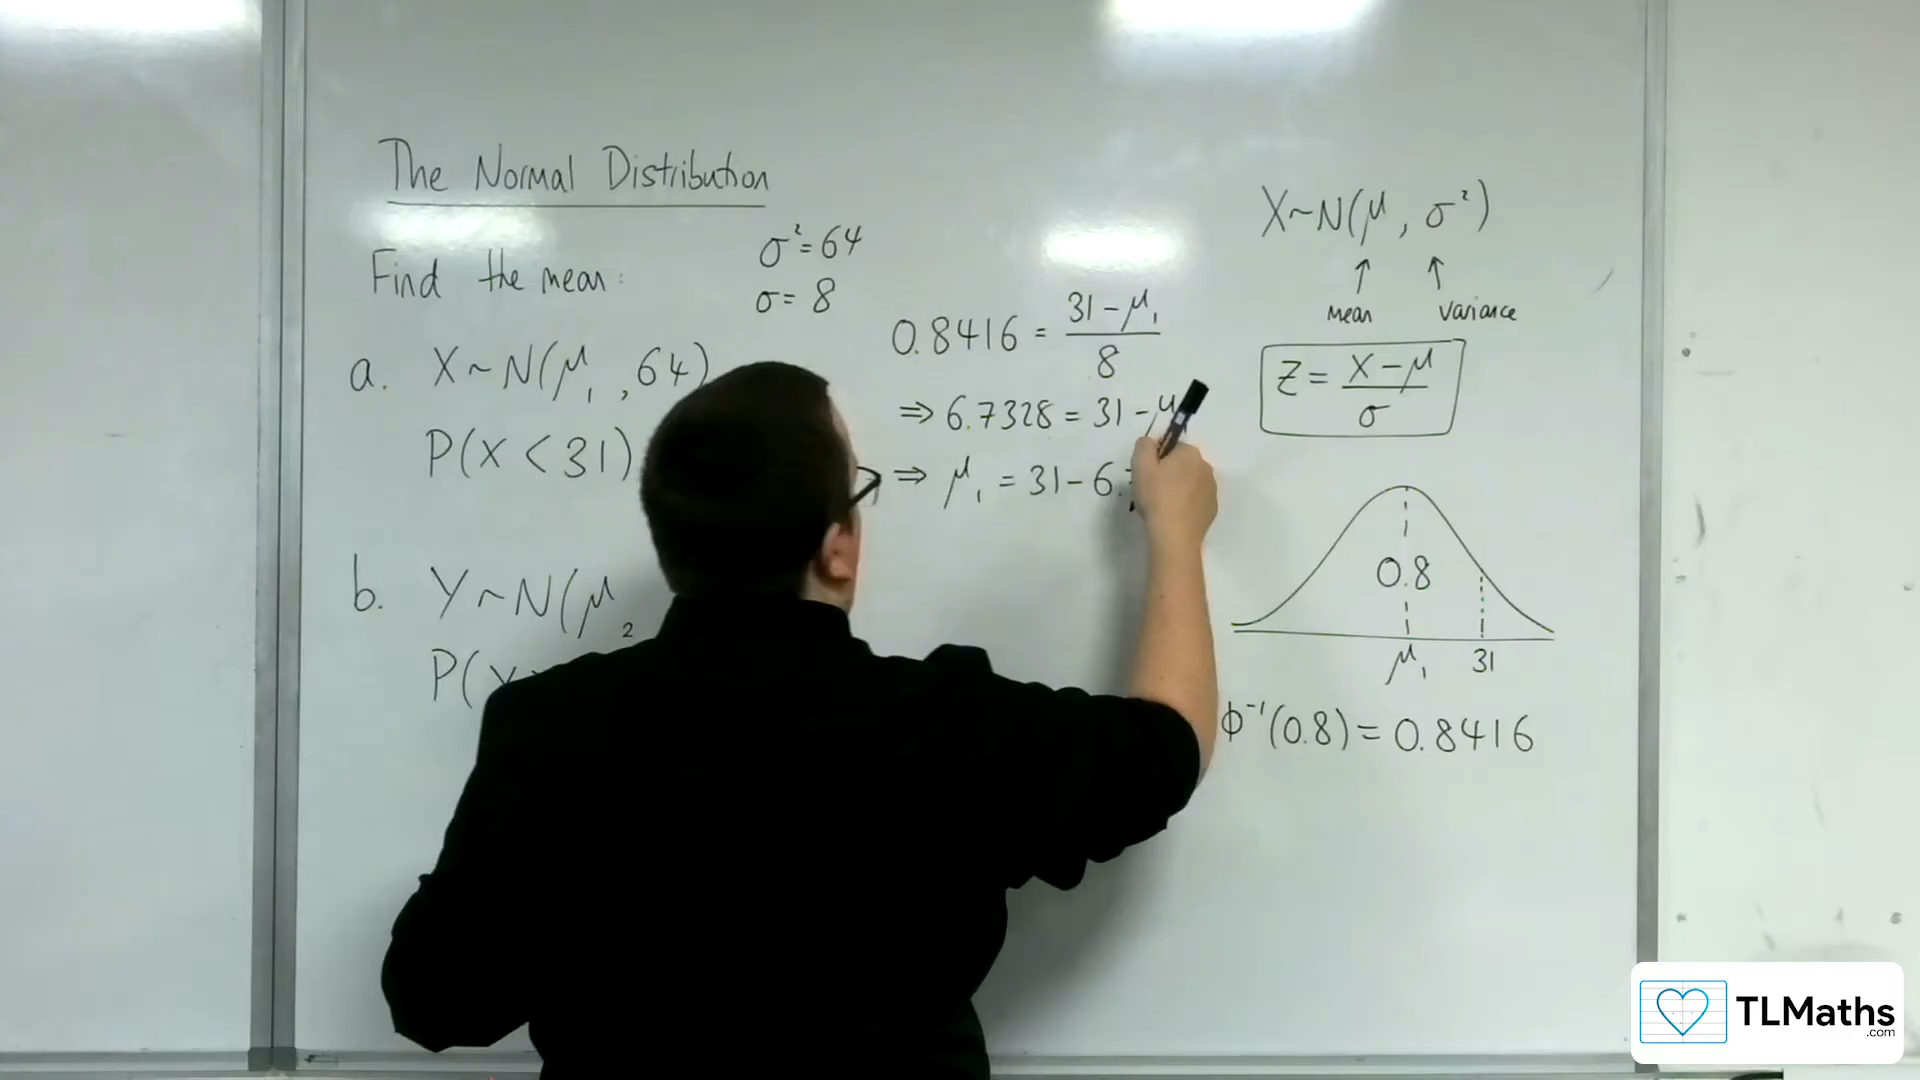 The Normal Distribution
Find the mean:
σ² = 64
σ = 8
a. X ~ N(μ₁, 64)
P(X < 31)
b. Y ~ N(μ₂
P(
0.8416 = (31 - μ₁)/8
⇒ 6.7328 = 31 - μ
⇒ μ₁ = 31 - 6.
X ~ N(μ, σ²)
↑ ↑
mean variance
Z = (X - μ)/σ
0.8
μ₁ 31
Φ⁻¹(0.8) = 0.8416
TLMaths
.com